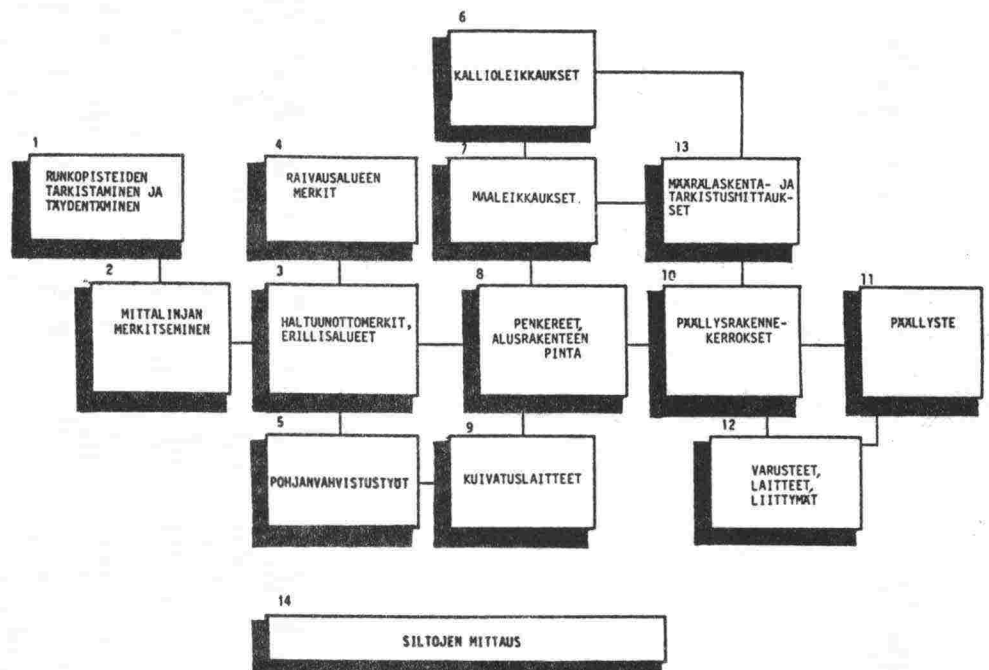 6
KALLIOLEIKKAUKSET
1
RUNKOPISTEIDEN
TARKISTAMINEN JA
TÄYDENTÄMINEN
4
RAIVAUSALUEEN
MERKIT
7
MAALEIKKAUKSET.
13
MÄÄRÄLASKENTA- JA
TARKISTUSMITTAUK-
SET
2
MITTALINJAN
MERKITSEMINEN
3
HALTUUNOTTOMERKIT,
ERILLISALUEET
8
PENKEREET,
ALUSRAKENTEEN
PINTA
10
PÄÄLLYSRAKENNE-
KERROKSET
11
PÄÄLLYSTE
5
POHJANVAHVISTUSTYÖT
9
KUIVATUSLAITTEET
12
VARUSTEET,
LAITTEET,
LIITTYMÄT
14
SILTOJEN MITTAUS